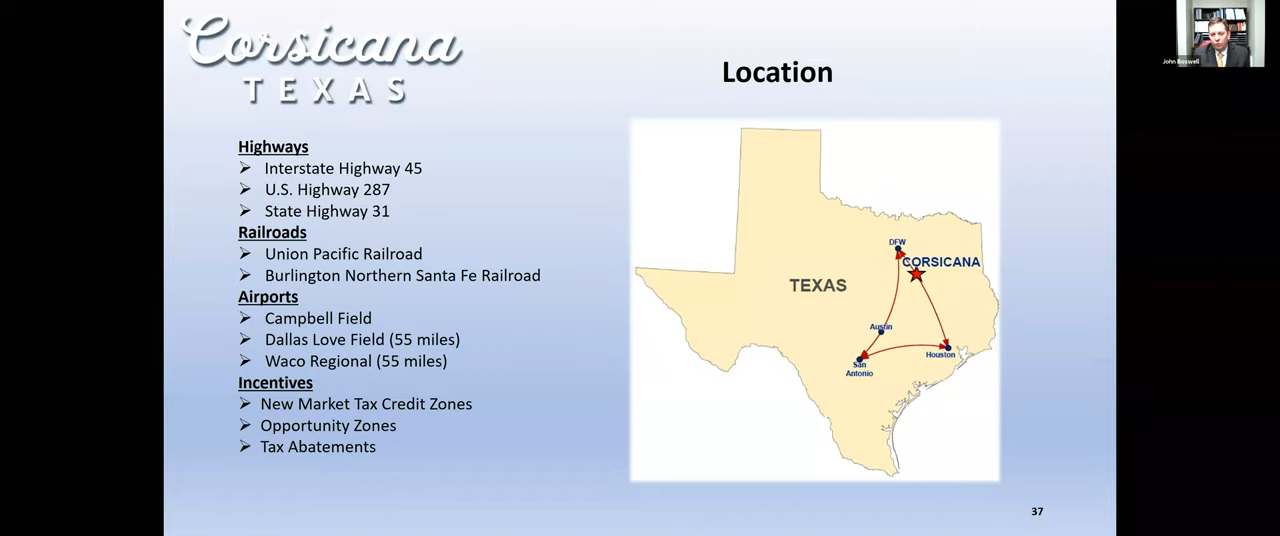 Corsicana
TEXAS
Location
John Boswell
Highways
Interstate Highway 45
U.S. Highway 287
State Highway 31
Railroads
Union Pacific Railroad
Burlington Northern Santa Fe Railroad
Airports
Campbell Field
Dallas Love Field (55 miles)
Waco Regional (55 miles)
Incentives
New Market Tax Credit Zones
Opportunity Zones
Tax Abatements
DFW
CORSICANA
TEXAS
Austin
San
Antonio
Houston
37